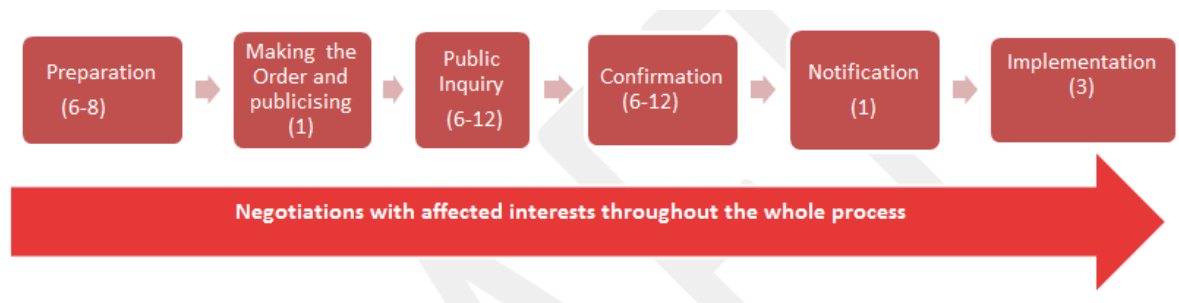 Preparation
(6-8)
Making the
Order and
publicising
(1)
Public
Inquiry
(6-12)
Confirmation
(6-12)
Notification
(1)
Implementation
(3)
Negotiations with affected interests throughout the whole process